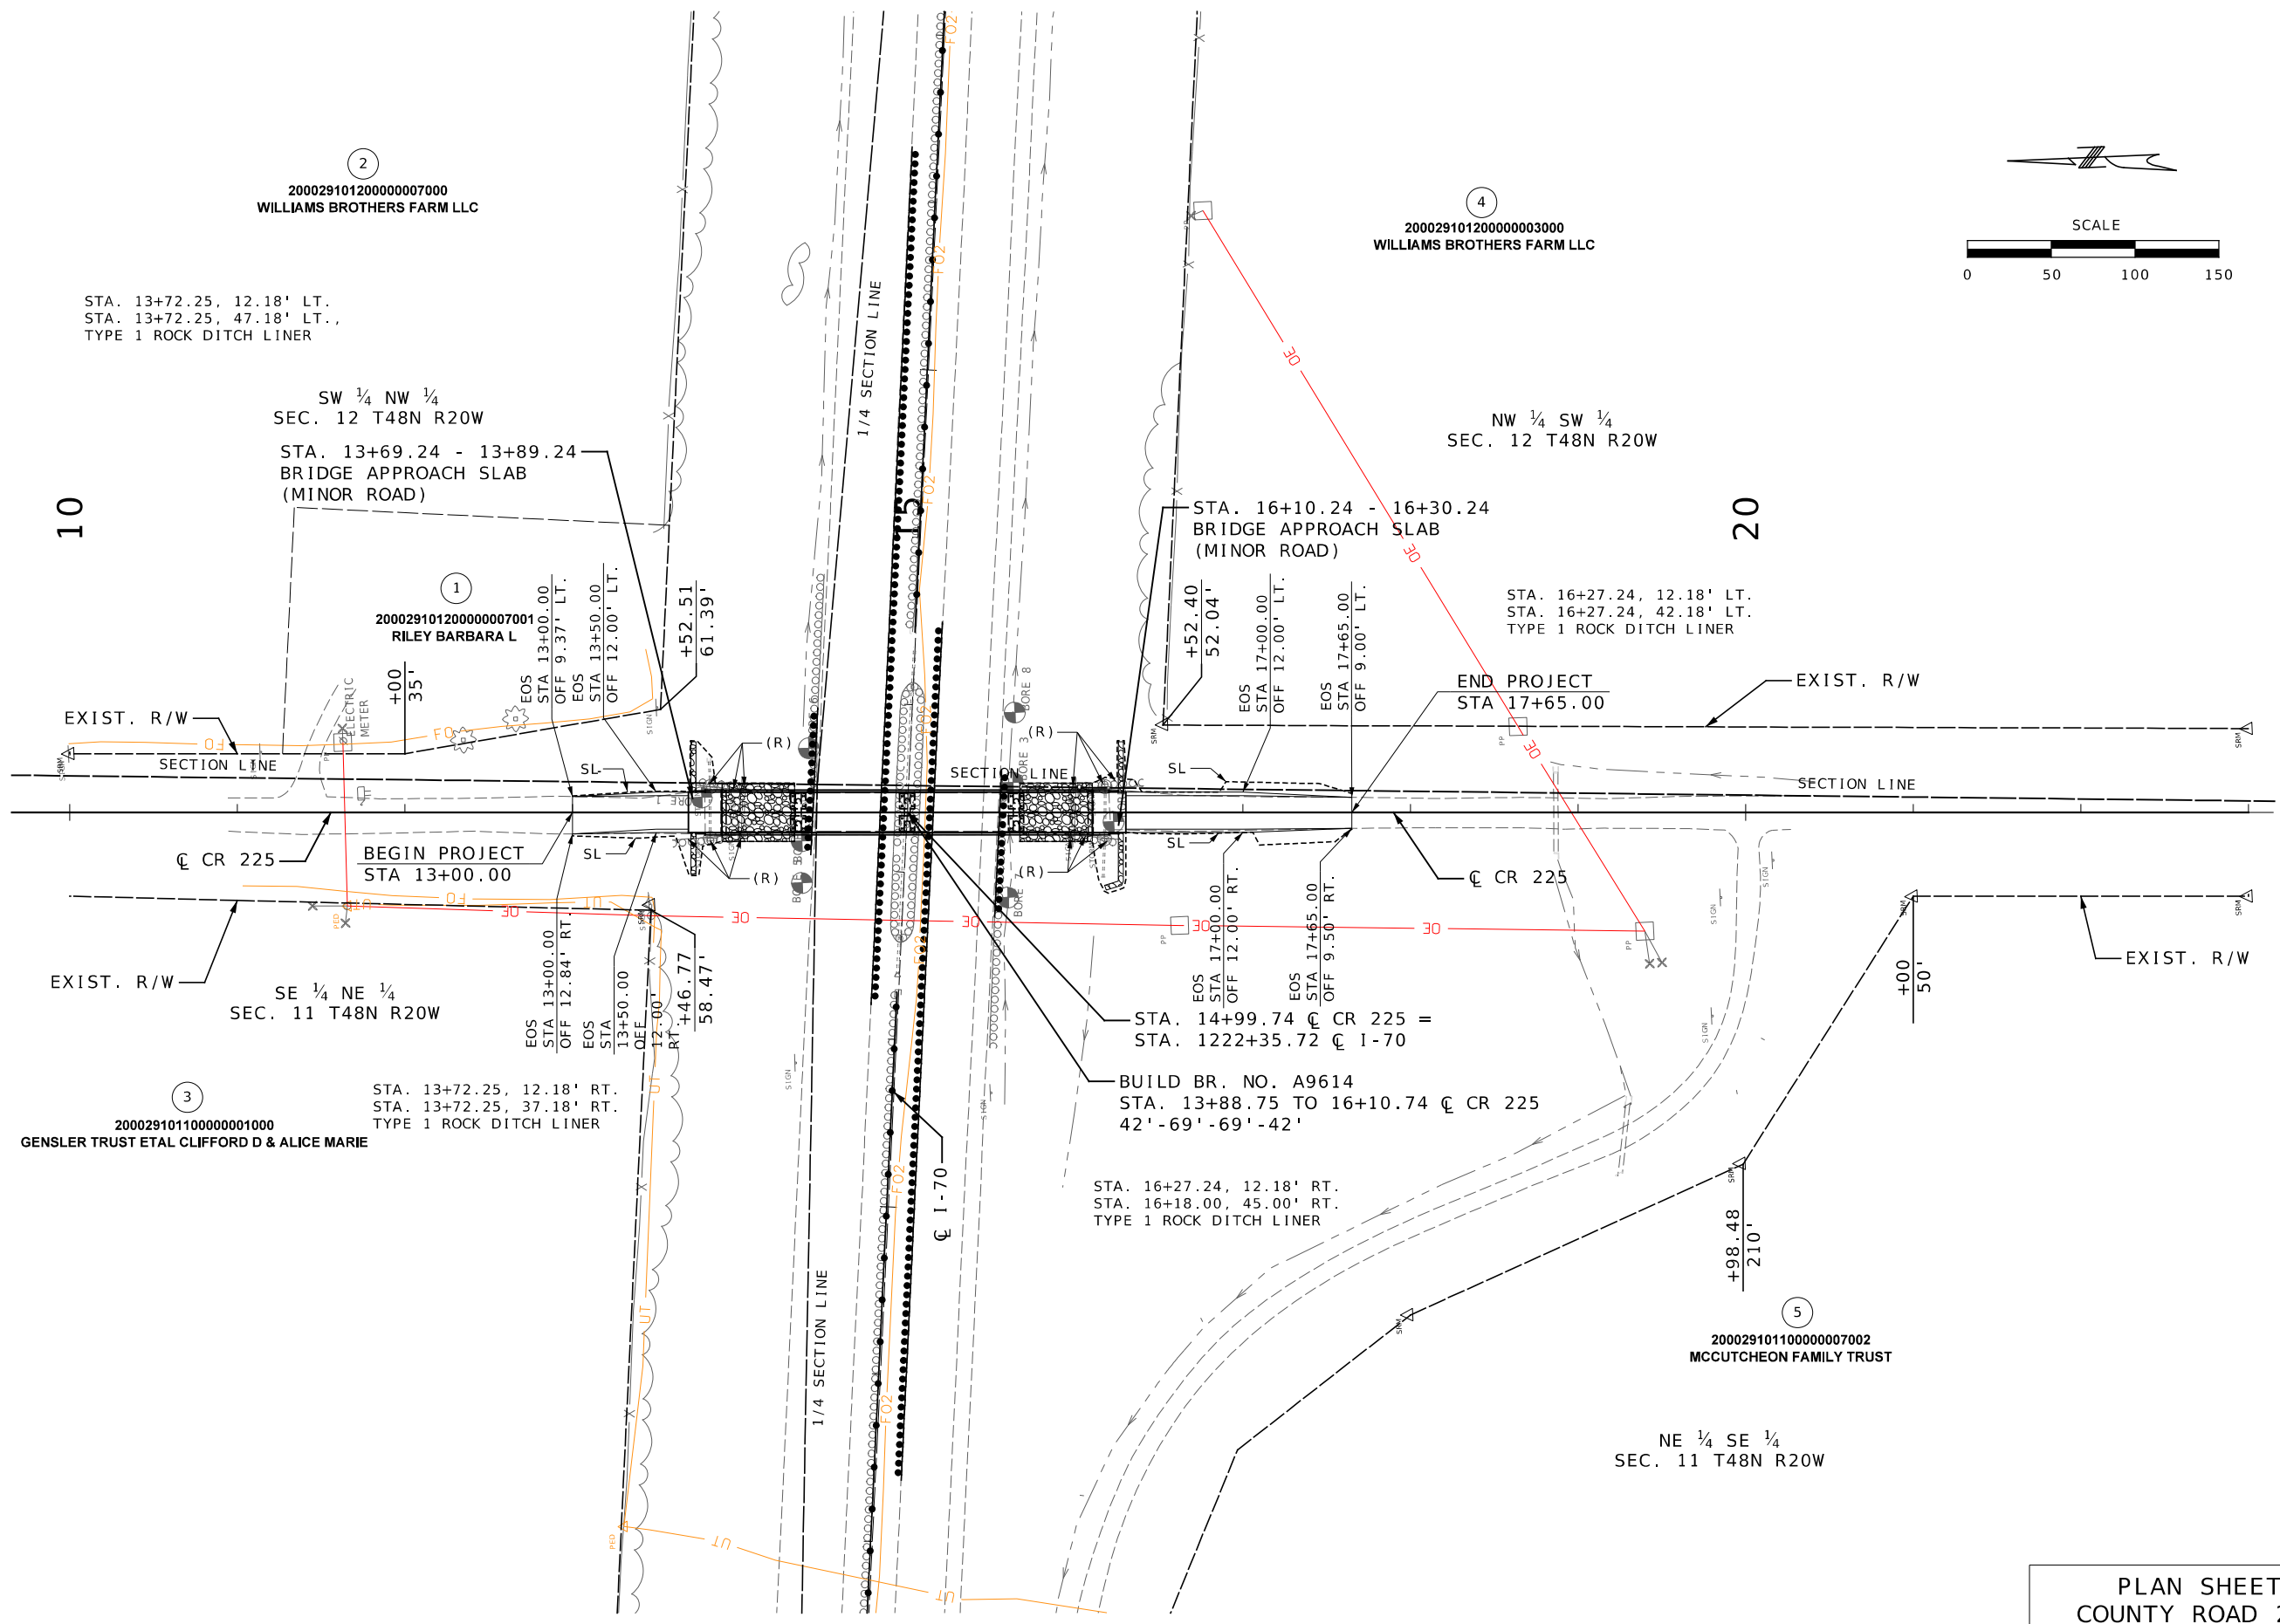 2
200029101200000007000
WILLIAMS BROTHERS FARM LLC
4
200029101200000003000
WILLIAMS BROTHERS FARM LLC
SCALE
0 50 100 150
STA. 13+72.25, 12.18' LT.
STA. 13+72.25, 47.18' LT.,
TYPE 1 ROCK DITCH LINER
SW ¼ NW ¼
SEC. 12 T48N R20W
STA. 13+69.24 - 13+89.24
BRIDGE APPROACH SLAB
(MINOR ROAD)
1/4 SECTION LINE
NW ¼ SW ¼
SEC. 12 T48N R20W
STA. 16+10.24 - 16+30.24
BRIDGE APPROACH SLAB
(MINOR ROAD)
10
15
20
1
200029101200000007001
RILEY BARBARA L
EOS
STA 13+00.00
OFF 9.37' LT.
EOS
STA 13+50.00
OFF 12.00' LT.
+52.51
61.39'
+52.40
52.04'
EOS
STA 17+00.00
OFF 12.00' LT.
EOS
STA 17+65.00
OFF 9.00' LT.
STA. 16+27.24, 12.18' LT.
STA. 16+27.24, 42.18' LT.
TYPE 1 ROCK DITCH LINER
END PROJECT
STA 17+65.00
EXIST. R/W
EXIST. R/W
+00
35'
ELECTRIC
METER
SECTION LINE
SECTION LINE
SECTION LINE
SL
SL
SL
SL
(R)
(R)
(R)
(R)
BORE 8
BORE 3
℄ CR 225
BEGIN PROJECT
STA 13+00.00
℄ CR 225
EXIST. R/W
EXIST. R/W
SE ¼ NE ¼
SEC. 11 T48N R20W
EOS
STA 13+00.00
OFF 12.84' RT.
EOS
STA
13+50.00
OFF
12.00'
RT.
+46.77
58.47'
EOS
STA 17+00.00
OFF 12.00' RT.
EOS
STA 17+65.00
OFF 9.50' RT.
+00
50'
STA. 14+99.74 ℄ CR 225 =
STA. 1222+35.72 ℄ I-70
BUILD BR. NO. A9614
STA. 13+88.75 TO 16+10.74 ℄ CR 225
42'-69'-69'-42'
3
200029101100000001000
GENSLER TRUST ETAL CLIFFORD D & ALICE MARIE
STA. 13+72.25, 12.18' RT.
STA. 13+72.25, 37.18' RT.
TYPE 1 ROCK DITCH LINER
℄ I-70
STA. 16+27.24, 12.18' RT.
STA. 16+18.00, 45.00' RT.
TYPE 1 ROCK DITCH LINER
+98.48
210'
1/4 SECTION LINE
5
200029101100000007002
MCCUTCHEON FAMILY TRUST
NE ¼ SE ¼
SEC. 11 T48N R20W
PLAN SHEET
COUNTY ROAD 2